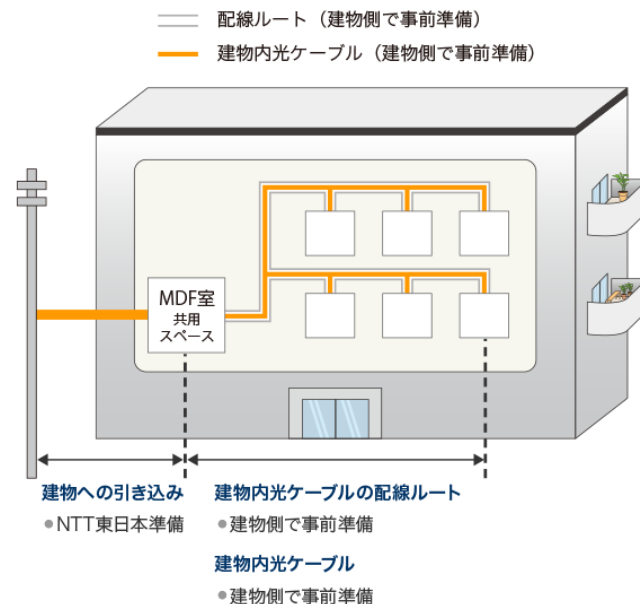 配線ルート（建物側で事前準備）
建物内光ケーブル（建物側で事前準備）
MDF室
共用
スペース
建物への引き込み
●NTT東日本準備
建物内光ケーブルの配線ルート
●建物側で事前準備
建物内光ケーブル
●建物側で事前準備